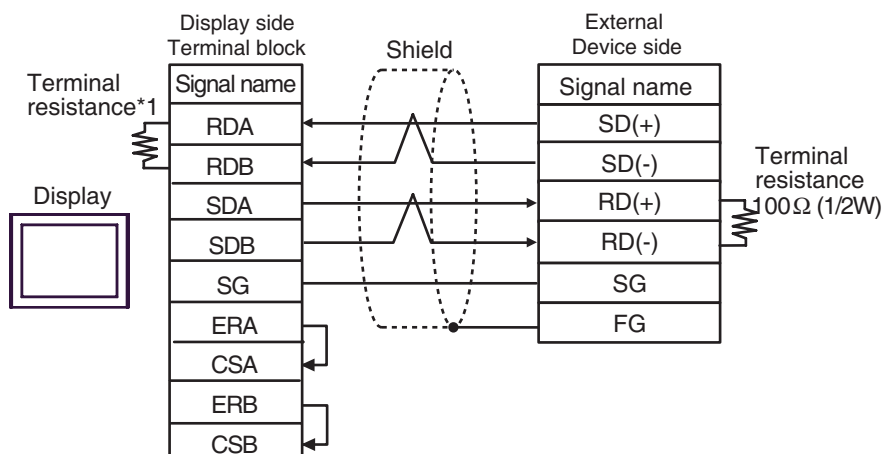 Display side
Terminal block
Shield
External
Device side
Terminal
resistance*1
Signal name
RDA
RDB
SDA
SDB
SG
ERA
CSA
ERB
CSB
Display
Signal name
SD(+)
SD(-)
RD(+)
RD(-)
SG
FG
Terminal
resistance
100Ω (1/2W)